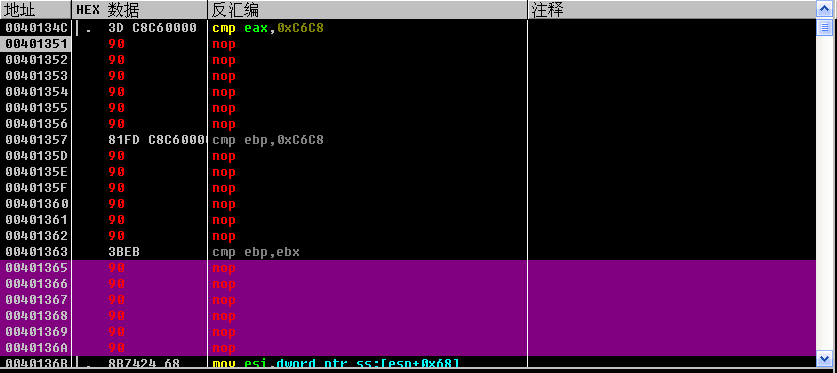 地址 HEX 数据 反汇编 注释
0040134C . 3D C8C60000 cmp eax,0xC6C8
00401351 90 nop
00401352 90 nop
00401353 90 nop
00401354 90 nop
00401355 90 nop
00401356 90 nop
00401357 81FD C8C60000 cmp ebp,0xC6C8
0040135D 90 nop
0040135E 90 nop
0040135F 90 nop
00401360 90 nop
00401361 90 nop
00401362 90 nop
00401363 3BEB cmp ebp,ebx
00401365 90 nop
00401366 90 nop
00401367 90 nop
00401368 90 nop
00401369 90 nop
0040136A 90 nop
0040136B . 8B7424 68 mov esi,dword ptr ss:[esp+0x68]